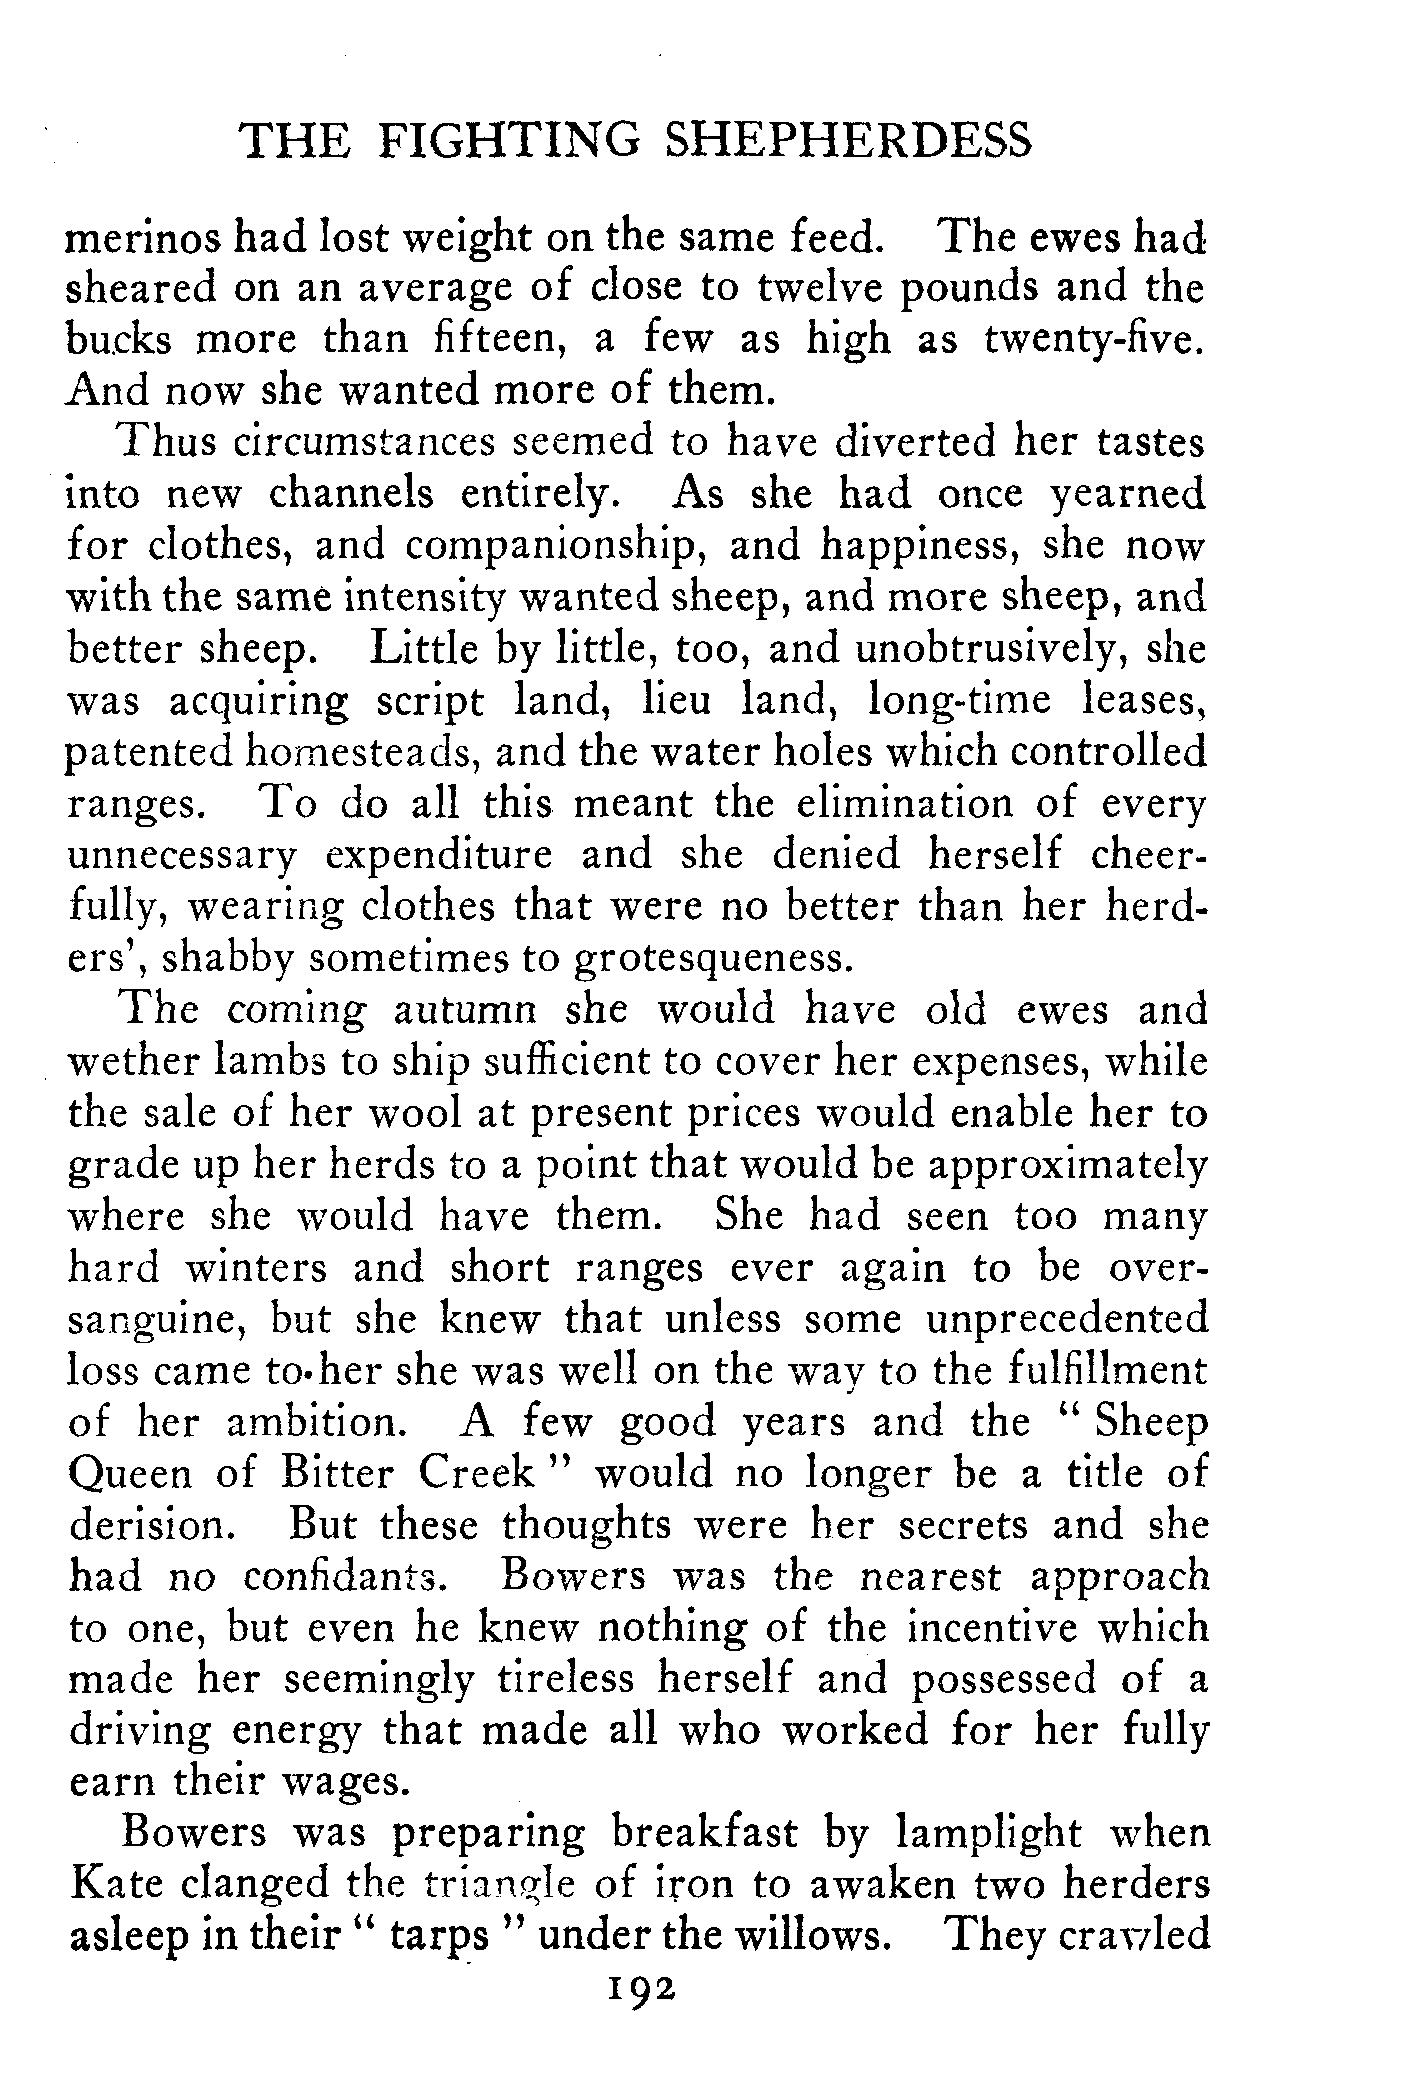 THE FIGHTING SHEPHERDESS
merinos had lost weight on the same feed. The ewes had
sheared on an average of close to twelve pounds and the
bucks more than fifteen, a few as high as twenty-five.
And now she wanted more of them.
Thus circumstances seemed to have diverted her tastes
into new channels entirely. As she had once yearned
for clothes, and companionship, and happiness, she now
with the same intensity wanted sheep, and more sheep, and
better sheep. Little by little, too, and unobtrusively, she
was acquiring script land, lieu land, long-time leases,
patented homesteads, and the water holes which controlled
ranges. To do all this meant the elimination of every
unnecessary expenditure and she denied herself cheer-
fully, wearing clothes that were no better than her herd-
ers', shabby sometimes to grotesqueness.
The coming autumn she would have old ewes and
wether lambs to ship sufficient to cover her expenses, while
the sale of her wool at present prices would enable her to
grade up her herds to a point that would be approximately
where she would have them. She had seen too many
hard winters and short ranges ever again to be over-
sanguine, but she knew that unless some unprecedented
loss came to her she was well on the way to the fulfillment
of her ambition. A few good years and the " Sheep
Queen of Bitter Creek " would no longer be a title of
derision. But these thoughts were her secrets and she
had no confidants. Bowers was the nearest approach
to one, but even he knew nothing of the incentive which
made her seemingly tireless herself and possessed of a
driving energy that made all who worked for her fully
earn their wages.
Bowers was preparing breakfast by lamplight when
Kate clanged the triangle of iron to awaken two herders
asleep in their " tarps " under the willows. They crawled
192